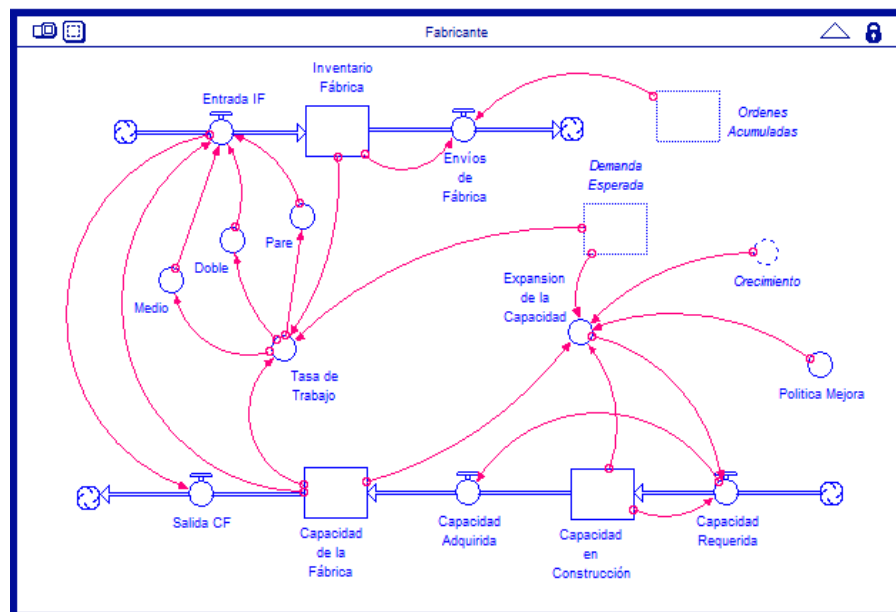 Fabricante
Inventario
Fábrica
Entrada IF
Ordenes
Acumuladas
Envíos
de
Fábrica
Demanda
Esperada
Pare
Doble
Medio
Expansion
de la
Capacidad
Crecimiento
Tasa de
Trabajo
Politica Mejora
Salida CF
Capacidad
de la
Fábrica
Capacidad
Adquirida
Capacidad
en
Construcción
Capacidad
Requerida